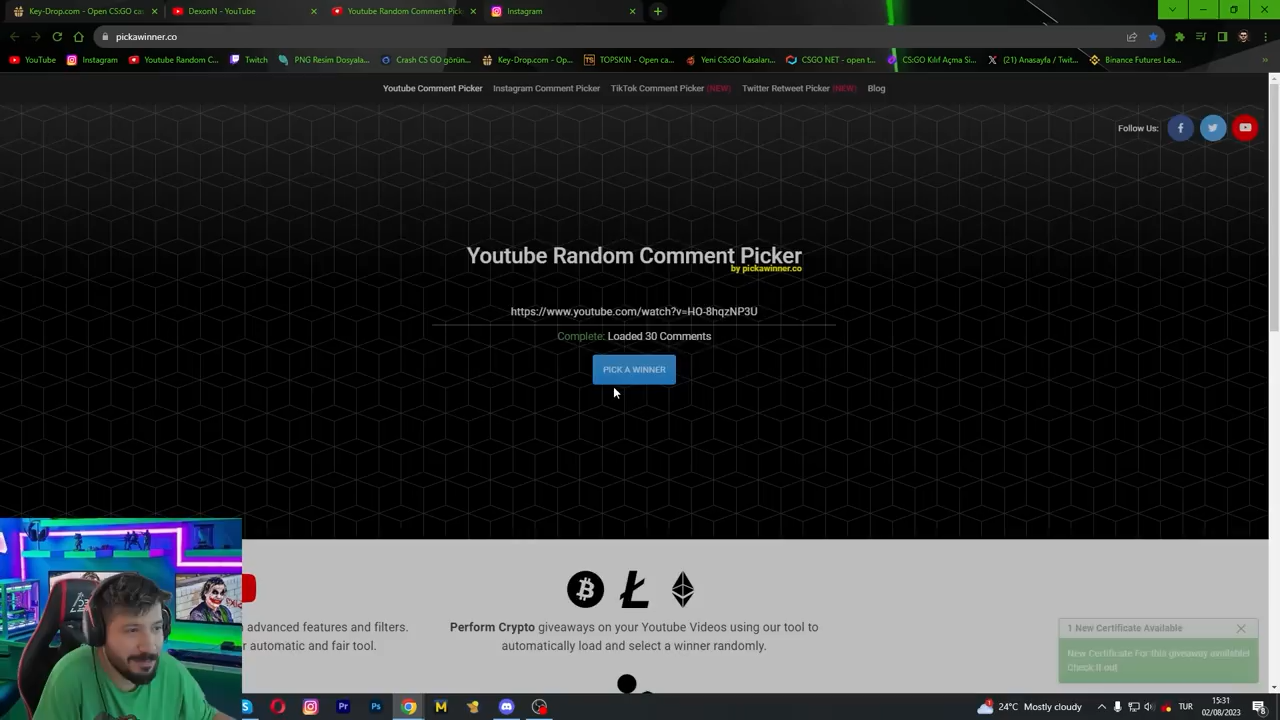 Key-Drop.com - Open CS:GO ca
DexonN - YouTube
Youtube Random Comment Picke
Instagram
pickawinner.co
YouTube
Instagram
Youtube Random C...
Twitch
PNG Resim Dosyala...
Crash CS GO görün...
Key-Drop.com - Op...
TOPSKIN - Open ca...
Yeni CS:GO Kasaları...
CSGO NET - open t...
CS:GO Kılıf Açma Si...
(21) Anasayfa / Twit...
Binance Futures Lea...
Youtube Comment Picker
Instagram Comment Picker
TikTok Comment Picker (NEW)
Twitter Retweet Picker (NEW)
Blog
Follow Us:
Youtube Random Comment Picker
by pickawinner.co
https://www.youtube.com/watch?v=HO-8hqzNP3U
Complete: Loaded 30 Comments
PICK A WINNER
advanced features and filters.
r automatic and fair tool.
Perform Crypto giveaways on your Youtube Videos using our tool to
automatically load and select a winner randomly.
1 New Certificate Available
New Certificate For this giveaway available!
Check it out
24°C Mostly cloudy
TUR
15:31
02/08/2023